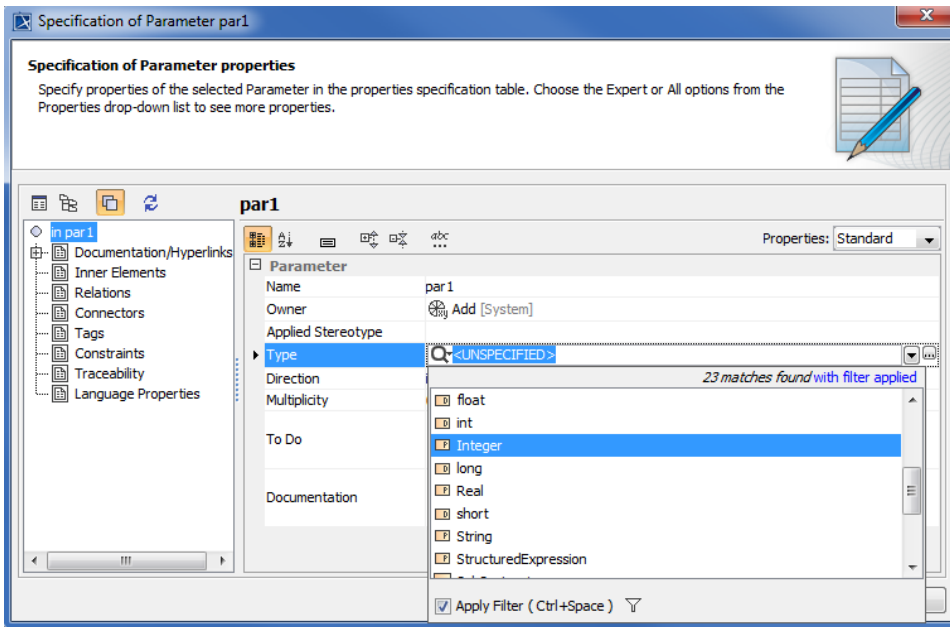 Specification of Parameter par1
Specification of Parameter properties
Specify properties of the selected Parameter in the properties specification table. Choose the Expert or All options from the
Properties drop-down list to see more properties.
par1
in par1
Documentation/Hyperlinks
Inner Elements
Relations
Connectors
Tags
Constraints
Traceability
Language Properties
abc
Properties: Standard
Parameter
Name par1
Owner Add [System]
Applied Stereotype
Type <UNSPECIFIED>
Direction
Multiplicity
To Do
Documentation
23 matches found with filter applied
float
int
Integer
long
Real
short
String
StructuredExpression
Apply Filter ( Ctrl+Space )